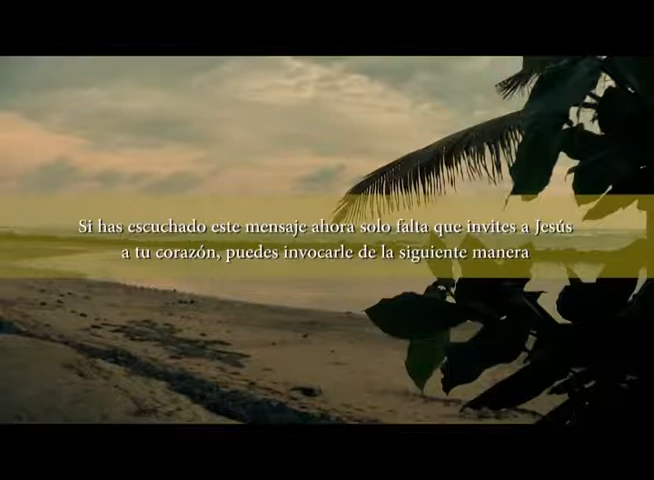 Si has escuchado este mensaje ahora solo falta que invites a Jesús
a tu corazón, puedes invocarle de la siguiente manera